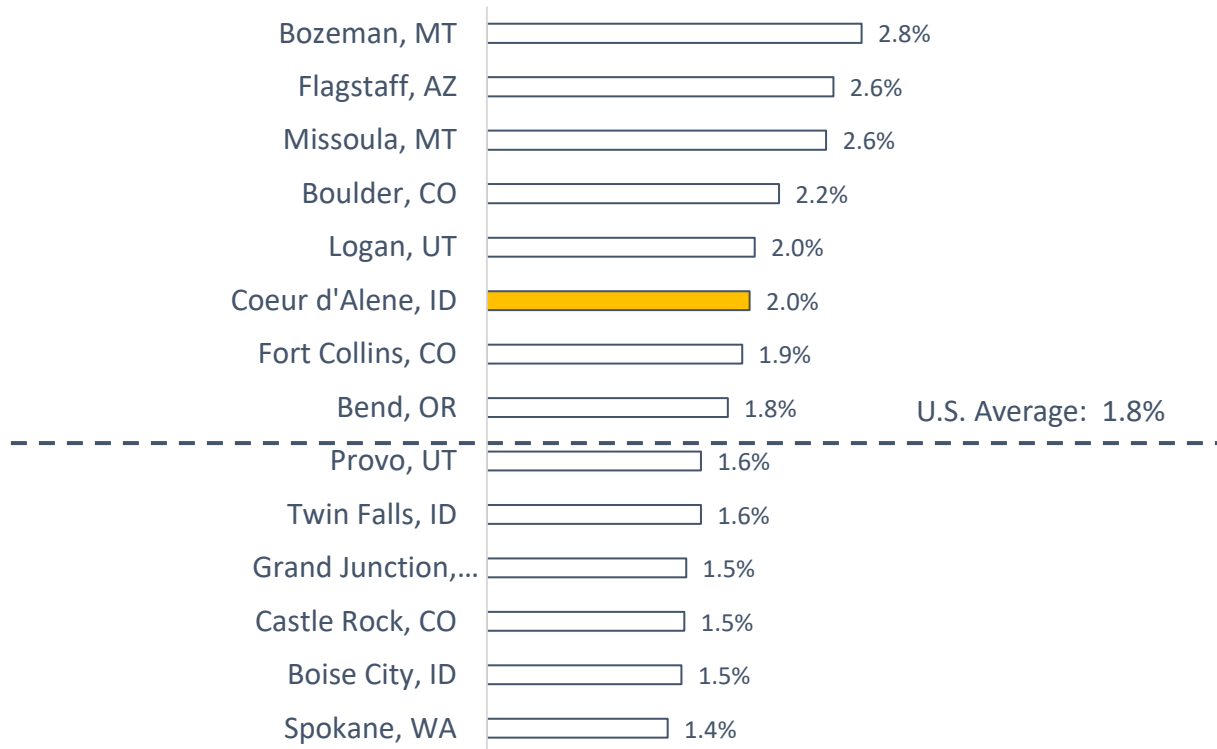 Bozeman, MT 2.8%
Flagstaff, AZ 2.6%
Missoula, MT 2.6%
Boulder, CO 2.2%
Logan, UT 2.0%
Coeur d'Alene, ID 2.0%
Fort Collins, CO 1.9%
Bend, OR 1.8% U.S. Average: 1.8%
Provo, UT 1.6%
Twin Falls, ID 1.6%
Grand Junction,... 1.5%
Castle Rock, CO 1.5%
Boise City, ID 1.5%
Spokane, WA 1.4%